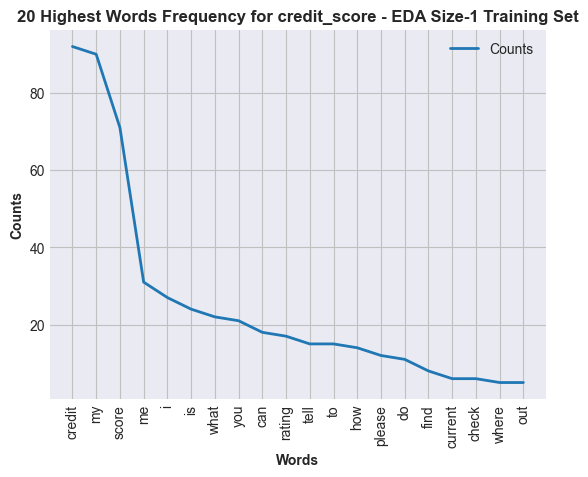 20 Highest Words Frequency for credit_score - EDA Size-1 Training Set
Counts
80
60
40
20
Counts
credit
my
score
me
i
is
what
you
can
rating
tell
to
how
please
do
find
current
check
where
out
Words